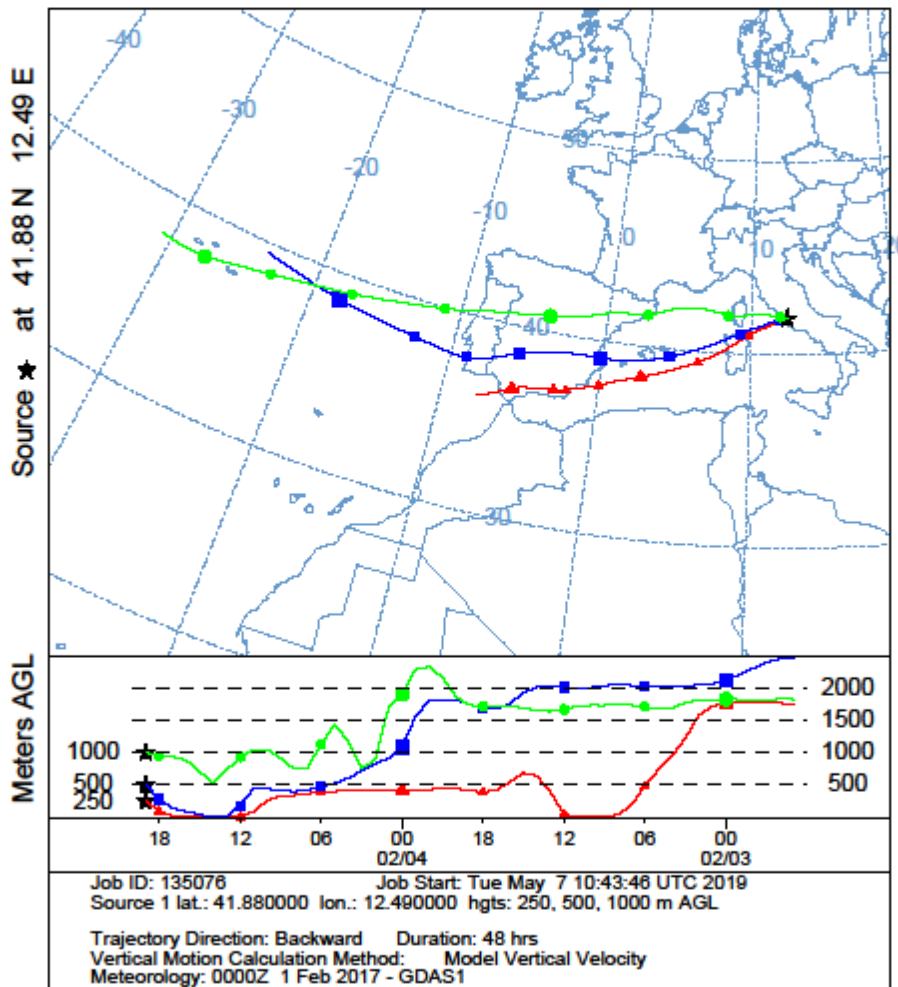 -40
-30
-20
-10
0
10
20
50
40
30
Source ★ at 41.88 N 12.49 E
Meters AGL
2000
1500
1000 1000
500 500
250
18 12 06 00 18 12 06 00
02/04 02/03
Job ID: 135076 Job Start: Tue May 7 10:43:46 UTC 2019
Source 1 lat.: 41.880000 lon.: 12.490000 hgts: 250, 500, 1000 m AGL
Trajectory Direction: Backward Duration: 48 hrs
Vertical Motion Calculation Method: Model Vertical Velocity
Meteorology: 0000Z 1 Feb 2017 - GDAS1